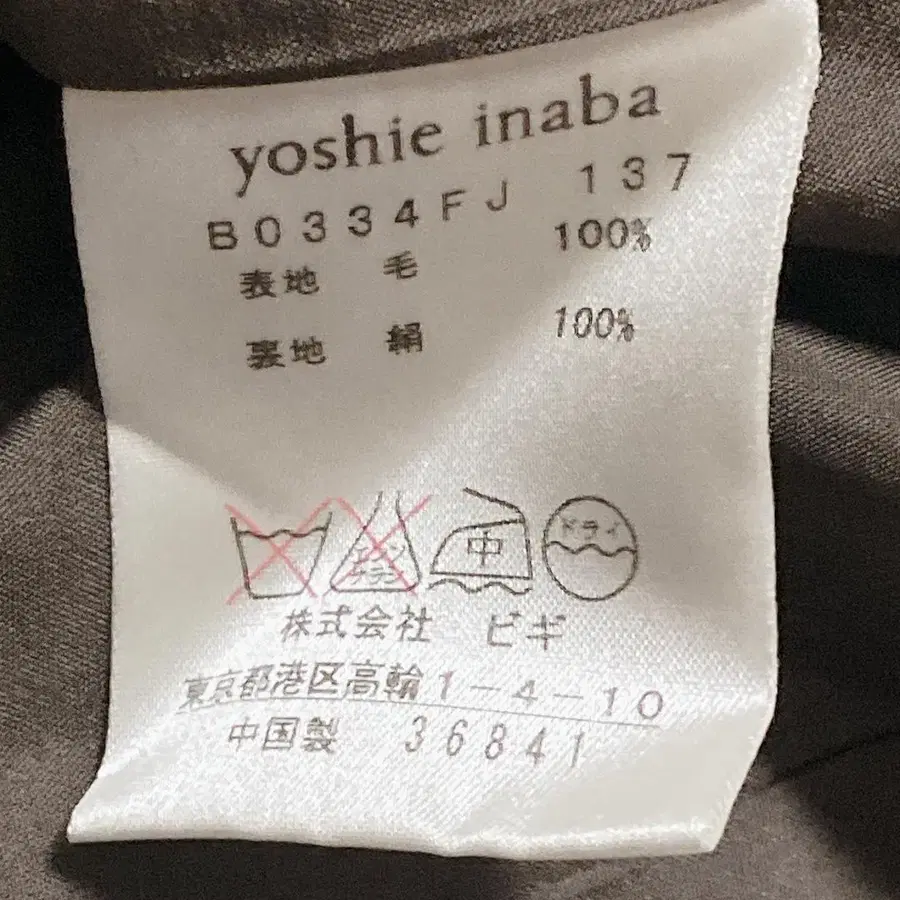 yoshie inaba
B0334FJ 137
表地 毛 100%
裏地 絹 100%
中 ドライ
株式会社 ビギ
東京都港区高輪1-4-10
中国製 36841